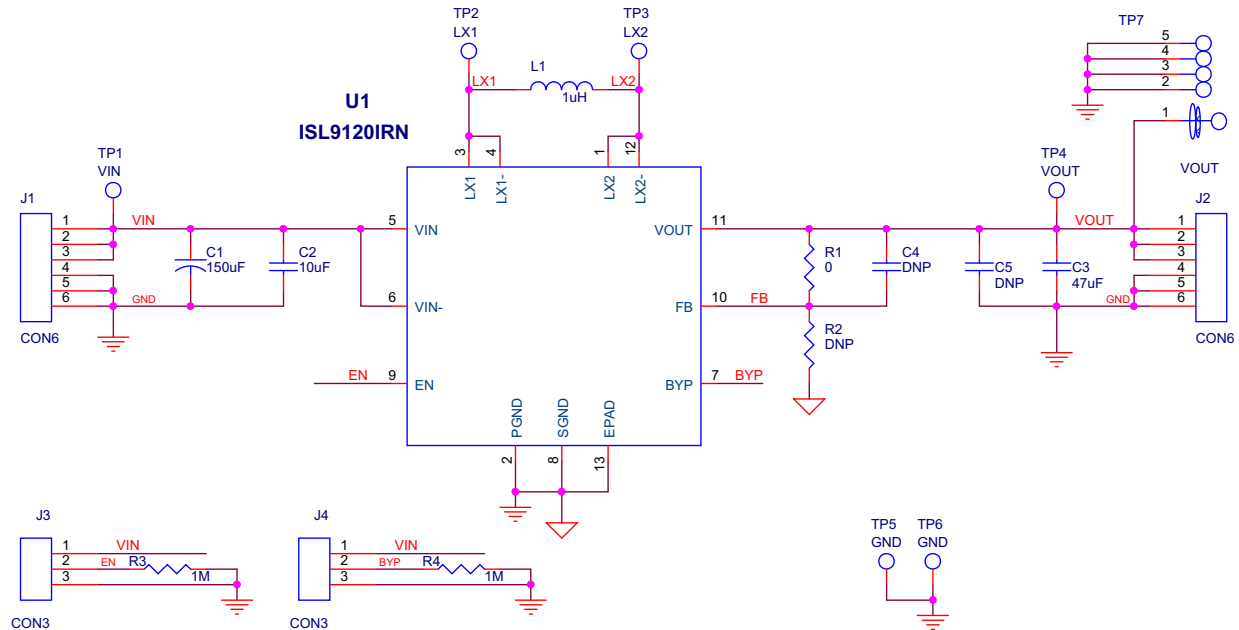 TP2
LX1
TP3
LX2
TP7
5
4
3
2
1
VOUT
LX1
L1
1uH
LX2
U1
ISL9120IRN
3
4
1
12
LX1
LX1-
LX2
LX2-
TP1
VIN
TP4
VOUT
J1
1
2
3
4
5
6
VIN
GND
CON6
C1
150uF
C2
10uF
5
VIN
6
VIN-
EN
9
EN
VOUT
11
FB
10
FB
BYP
7
BYP
PGND
SGND
EPAD
2
8
13
R1
0
C4
DNP
R2
DNP
C5
DNP
C3
47uF
VOUT
GND
J2
1
2
3
4
5
6
CON6
J3
1
2
3
VIN
EN
R3
1M
CON3
J4
1
2
3
VIN
BYP
R4
1M
CON3
TP5
GND
TP6
GND